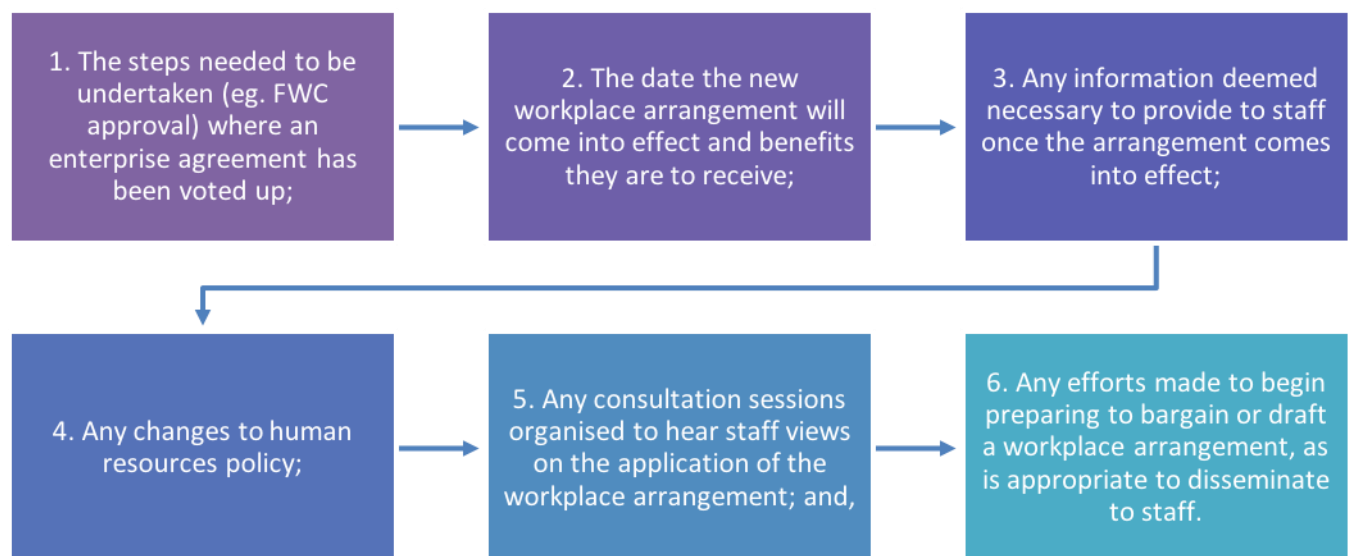 1. The steps needed to be
undertaken (eg. FWC
approval) where an
enterprise agreement has
been voted up;
2. The date the new
workplace arrangement will
come into effect and benefits
they are to receive;
3. Any information deemed
necessary to provide to staff
once the arrangement comes
into effect;
4. Any changes to human
resources policy;
5. Any consultation sessions
organised to hear staff views
on the application of the
workplace arrangement; and,
6. Any efforts made to begin
preparing to bargain or draft
a workplace arrangement, as
is appropriate to disseminate
to staff.